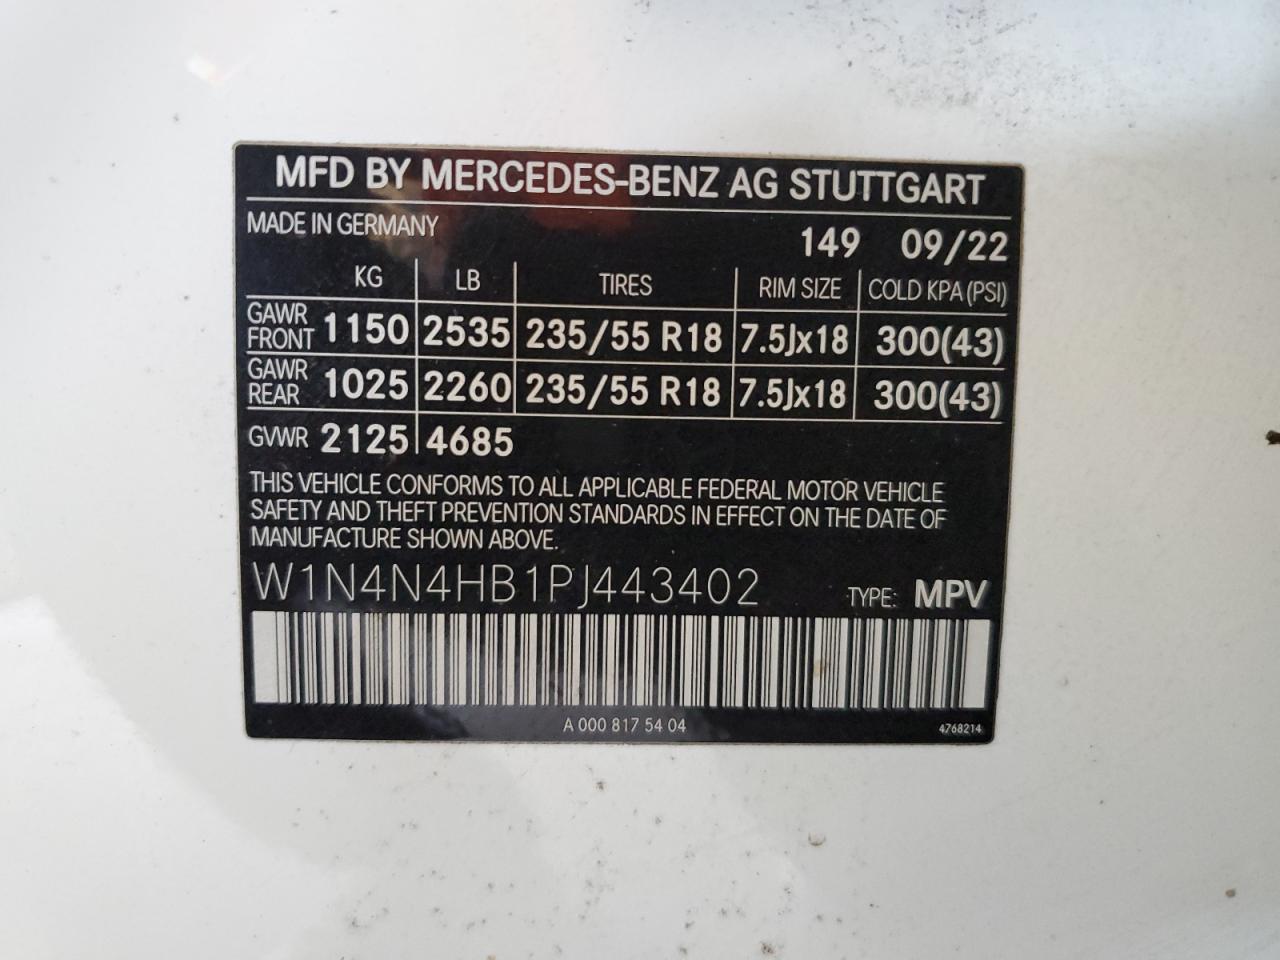 MFD BY MERCEDES-BENZ AG STUTTGART
MADE IN GERMANY 149 09/22
KG LB TIRES RIM SIZE COLD KPA (PSI)
GAWR FRONT 1150 2535 235/55 R18 7.5Jx18 300(43)
GAWR REAR 1025 2260 235/55 R18 7.5Jx18 300(43)
GVWR 2125 4685
THIS VEHICLE CONFORMS TO ALL APPLICABLE FEDERAL MOTOR VEHICLE
SAFETY AND THEFT PREVENTION STANDARDS IN EFFECT ON THE DATE OF
MANUFACTURE SHOWN ABOVE.
W1N4N4HB1PJ443402 TYPE: MPV
A 000 817 54 04 4768214